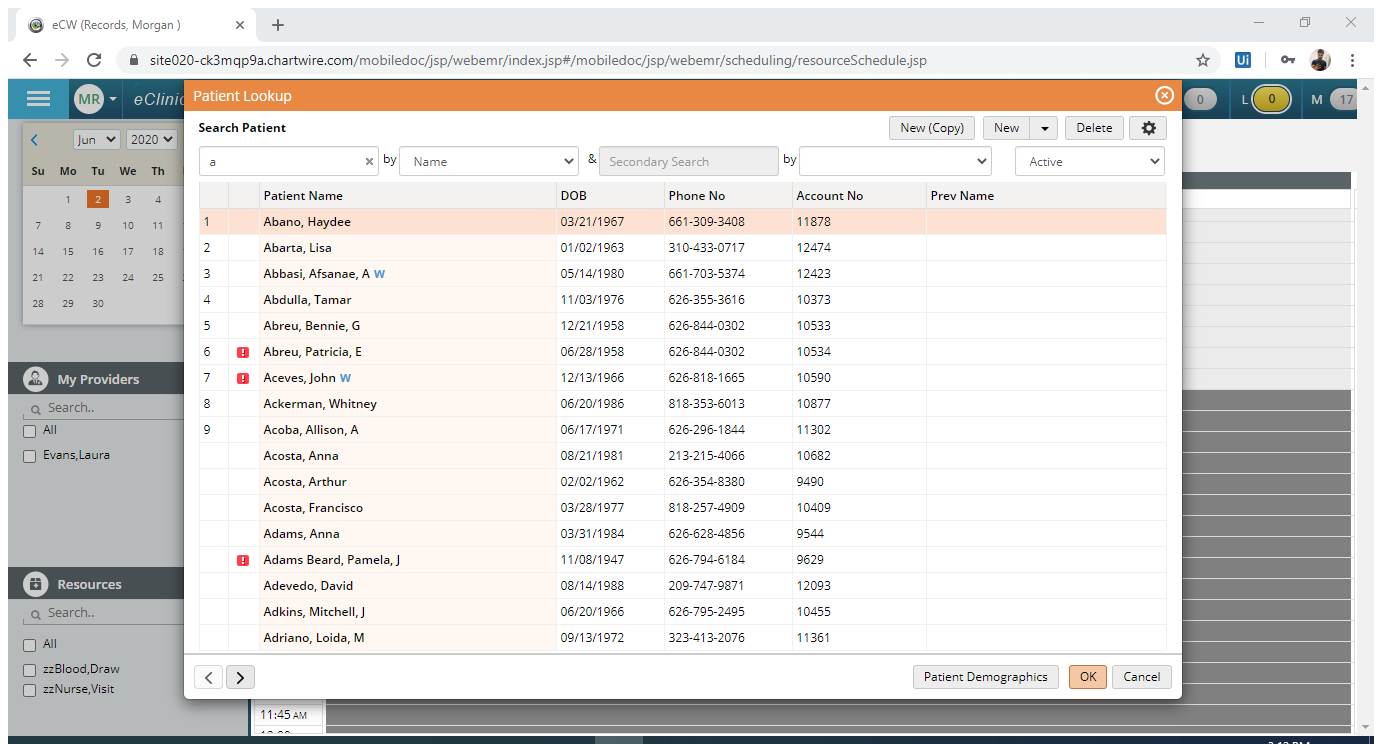 eCW (Records, Morgan )
site020-ck3mqp9a.chartwire.com/mobiledoc/jsp/webemr/index.jsp#/mobiledoc/jsp/webemr/scheduling/resourceSchedule.jsp
Ui
MR eClinic
Patient Lookup
0 L 0 M 17
Jun 2020
Su Mo Tu We Th
1 2 3 4
7 8 9 10 11
14 15 16 17 18
21 22 23 24 25
28 29 30
My Providers
Search..
All
Evans,Laura
Resources
Search..
All
zzBlood,Draw
zzNurse,Visit
Search Patient New (Copy) New Delete
a by Name & Secondary Search by Active
Patient Name DOB Phone No Account No Prev Name
1 Abano, Haydee 03/21/1967 661-309-3408 11878
2 Abarta, Lisa 01/02/1963 310-433-0717 12474
3 Abbasi, Afsanae, A W 05/14/1980 661-703-5374 12423
4 Abdulla, Tamar 11/03/1976 626-355-3616 10373
5 Abreu, Bennie, G 12/21/1958 626-844-0302 10533
6 ! Abreu, Patricia, E 06/28/1958 626-844-0302 10534
7 ! Aceves, John W 12/13/1966 626-818-1665 10590
8 Ackerman, Whitney 06/20/1986 818-353-6013 10877
9 Acoba, Allison, A 06/17/1971 626-296-1844 11302
Acosta, Anna 08/21/1981 213-215-4066 10682
Acosta, Arthur 02/02/1962 626-354-8380 9490
Acosta, Francisco 03/28/1977 818-257-4909 10409
Adams, Anna 03/31/1984 626-628-4856 9544
! Adams Beard, Pamela, J 11/08/1947 626-794-6184 9629
Adevedo, David 08/14/1988 209-747-9871 12093
Adkins, Mitchell, J 06/20/1966 626-795-2495 10455
Adriano, Loida, M 09/13/1972 323-413-2076 11361
Patient Demographics OK Cancel
11:45 AM